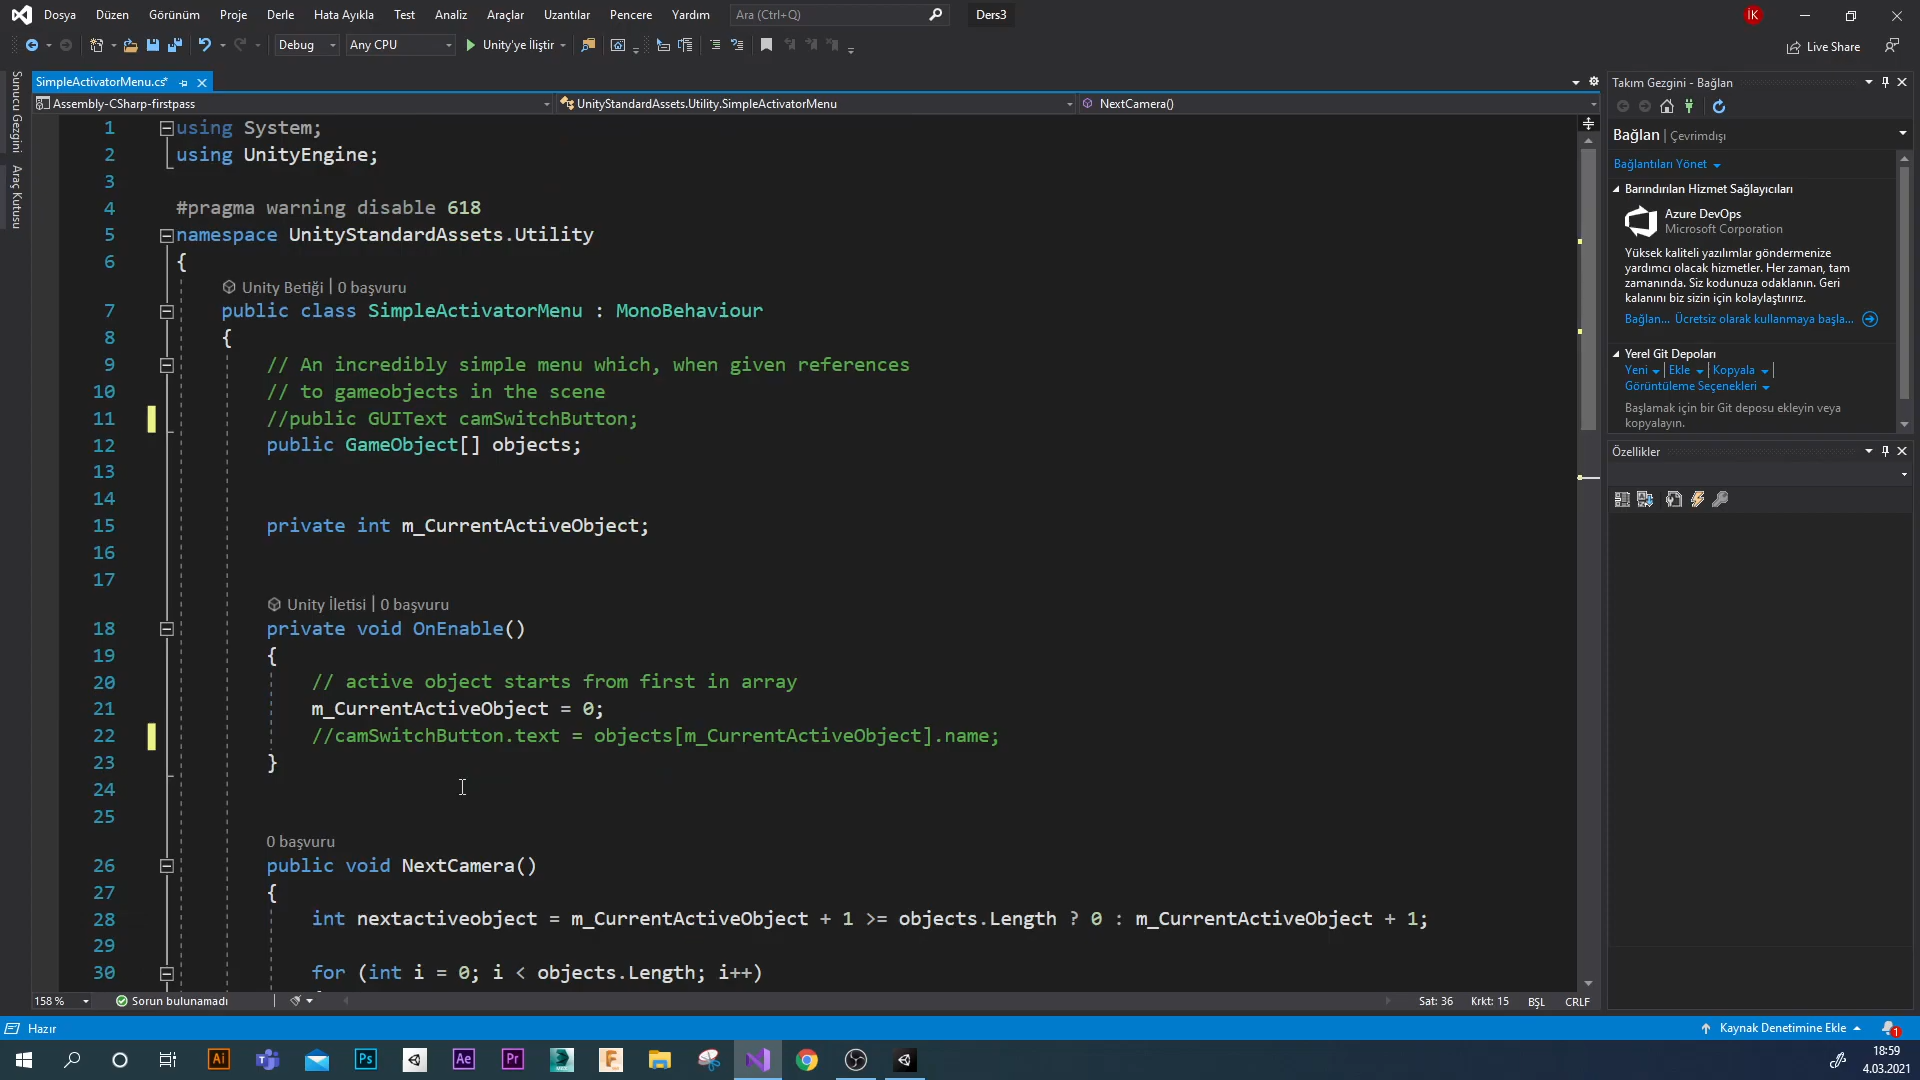 Dosya Düzen Görünüm Proje Derle Hata Ayıkla Test Analiz Araçlar Uzantılar Pencere Yardım Ara (Ctrl+Q) Ders3 İK
Debug Any CPU Unity'ye İliştir Live Share
Sunucu Gezgini
Araç Kutusu
SimpleActivatorMenu.cs*
Assembly-CSharp-firstpass UnityStandardAssets.Utility.SimpleActivatorMenu NextCamera()
1 using System;
2 using UnityEngine;
3
4 #pragma warning disable 618
5 namespace UnityStandardAssets.Utility
6 {
Unity Betiği | 0 başvuru
7 public class SimpleActivatorMenu : MonoBehaviour
8 {
9 // An incredibly simple menu which, when given references
10 // to gameobjects in the scene
11 //public GUIText camSwitchButton;
12 public GameObject[] objects;
13
14
15 private int m_CurrentActiveObject;
16
17
Unity İletisi | 0 başvuru
18 private void OnEnable()
19 {
20 // active object starts from first in array
21 m_CurrentActiveObject = 0;
22 //camSwitchButton.text = objects[m_CurrentActiveObject].name;
23 }
24
25
0 başvuru
26 public void NextCamera()
27 {
28 int nextactiveobject = m_CurrentActiveObject + 1 >= objects.Length ? 0 : m_CurrentActiveObject + 1;
29
30 for (int i = 0; i < objects.Length; i++)
158 % Sorun bulunamadı Sat: 36 Krkt: 15 BŞL CRLF
Takım Gezgini - Bağlan
Bağlan | Çevrimdışı
Bağlantıları Yönet
Barındırılan Hizmet Sağlayıcıları
Azure DevOps
Microsoft Corporation
Yüksek kaliteli yazılımlar göndermenize
yardımcı olacak hizmetler. Her zaman, tam
zamanında. Siz kodunuza odaklanın. Geri
kalanını biz sizin için kolaylaştırırız.
Bağlan... Ücretsiz olarak kullanmaya başla...
Yerel Git Depoları
Yeni | Ekle | Kopyala |
Görüntüleme Seçenekleri
Başlamak için bir Git deposu ekleyin veya
kopyalayın.
Özellikler
Hazır Kaynak Denetimine Ekle 1
Ai Ps Ae Pr F
18:59
4.03.2021